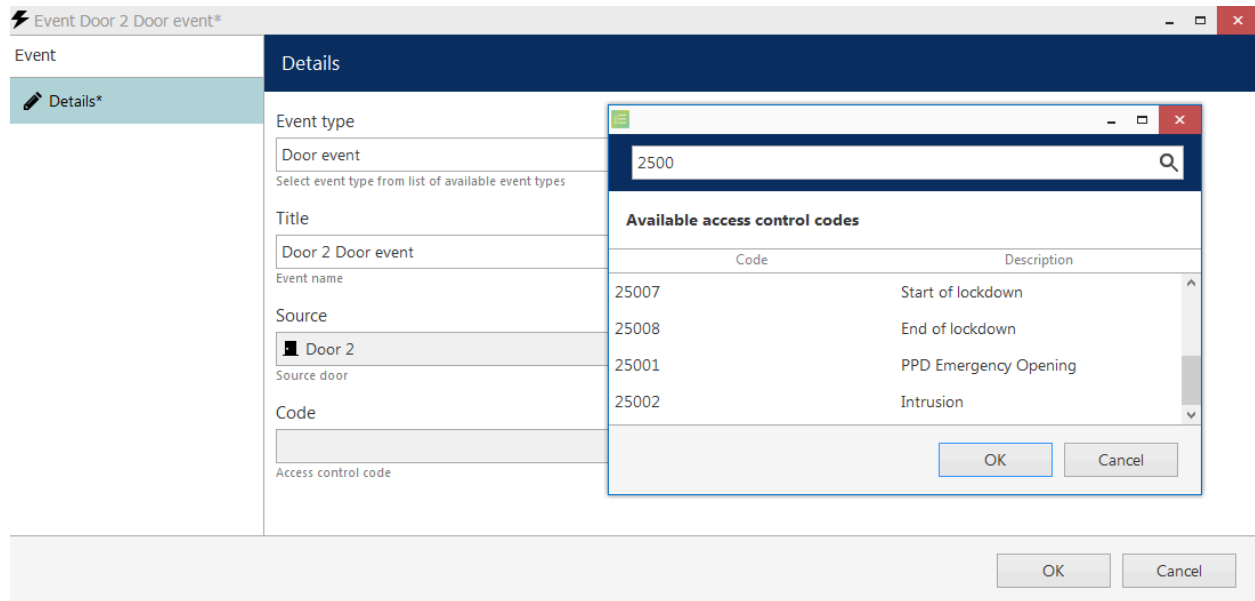 Event Door 2 Door event*
Event
Details*
Details
Event type
Door event
Select event type from list of available event types
Title
Door 2 Door event
Event name
Source
Door 2
Source door
Code
Access control code
2500
Available access control codes
Code Description
25007 Start of lockdown
25008 End of lockdown
25001 PPD Emergency Opening
25002 Intrusion
OK Cancel
OK Cancel